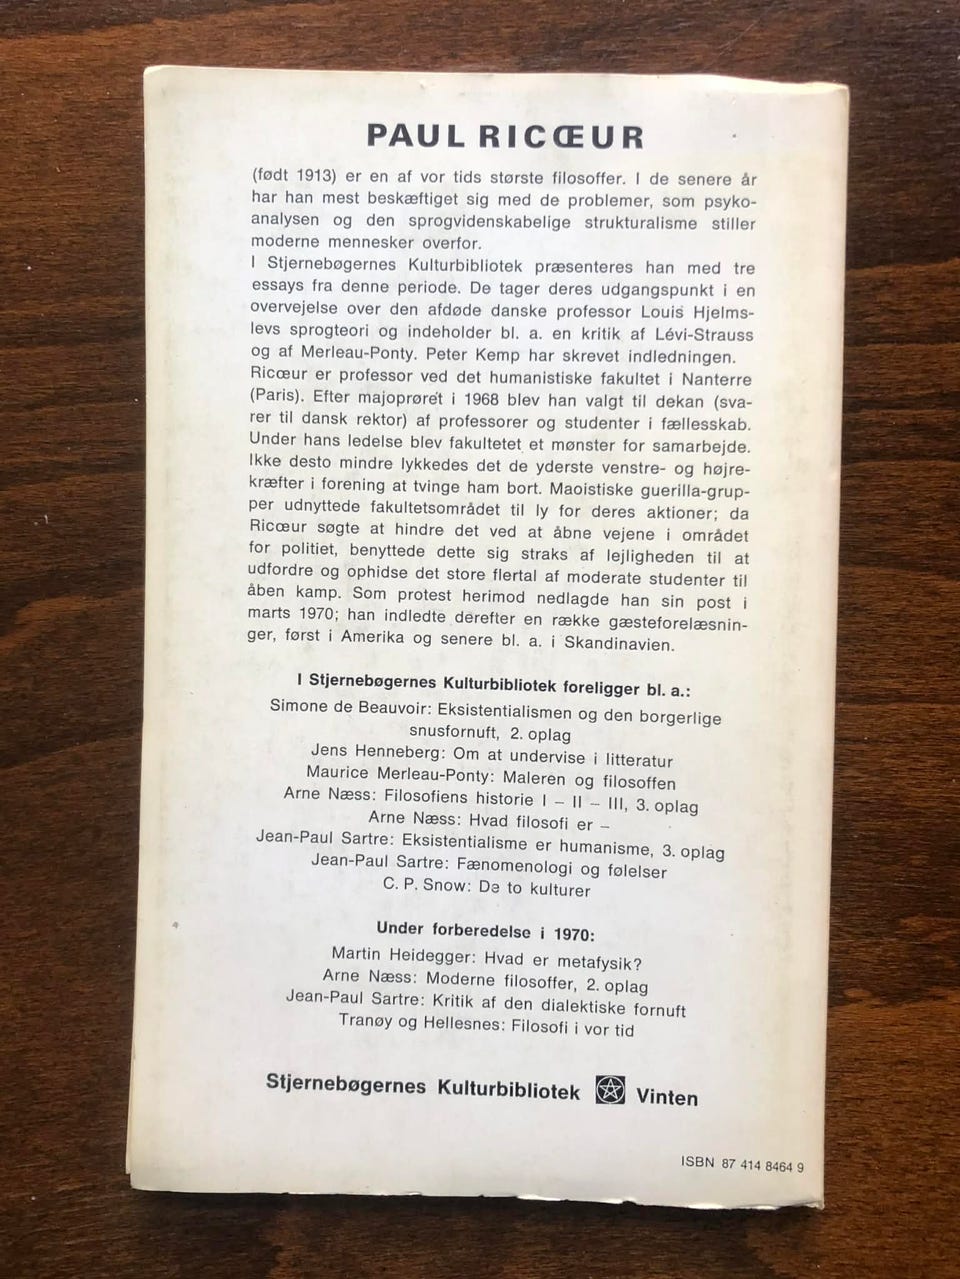 PAUL RICŒUR
(født 1913) er en af vor tids største filosoffer. I de senere år
har han mest beskæftiget sig med de problemer, som psyko-
analysen og den sprogvidenskabelige strukturalisme stiller
moderne mennesker overfor.
I Stjernebøgernes Kulturbibliotek præsenteres han med tre
essays fra denne periode. De tager deres udgangspunkt i en
overvejelse over den afdøde danske professor Louis Hjelms-
levs sprogteori og indeholder bl. a. en kritik af Lévi-Strauss
og af Merleau-Ponty. Peter Kemp har skrevet indledningen.
Ricœur er professor ved det humanistiske fakultet i Nanterre
(Paris). Efter majoprøret i 1968 blev han valgt til dekan (sva-
rer til dansk rektor) af professorer og studenter i fællesskab.
Under hans ledelse blev fakultetet et mønster for samarbejde.
Ikke desto mindre lykkedes det de yderste venstre- og højre-
kræfter i forening at tvinge ham bort. Maoistiske guerilla-grup-
per udnyttede fakultetsområdet til ly for deres aktioner; da
Ricœur søgte at hindre det ved at åbne vejene i området
for politiet, benyttede dette sig straks af lejligheden til at
udfordre og ophidse det store flertal af moderate studenter til
åben kamp. Som protest herimod nedlagde han sin post i
marts 1970; han indledte derefter en række gæsteforelæsnin-
ger, først i Amerika og senere bl. a. i Skandinavien.
I Stjernebøgernes Kulturbibliotek foreligger bl. a.:
Simone de Beauvoir: Eksistentialismen og den borgerlige
snusfornuft, 2. oplag
Jens Henneberg: Om at undervise i litteratur
Maurice Merleau-Ponty: Maleren og filosoffen
Arne Næss: Filosofiens historie I – II – III, 3. oplag
Arne Næss: Hvad filosofi er –
Jean-Paul Sartre: Eksistentialisme er humanisme, 3. oplag
Jean-Paul Sartre: Fænomenologi og følelser
C. P. Snow: De to kulturer
Under forberedelse i 1970:
Martin Heidegger: Hvad er metafysik?
Arne Næss: Moderne filosoffer, 2. oplag
Jean-Paul Sartre: Kritik af den dialektiske fornuft
Tranøy og Hellesnes: Filosofi i vor tid
Stjernebøgernes Kulturbibliotek Vinten
ISBN 87 414 8464 9